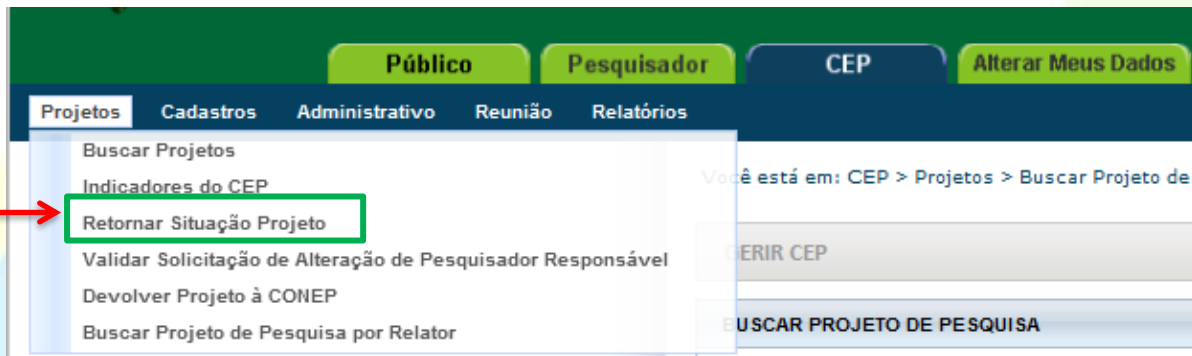 Público Pesquisador CEP Alterar Meus Dados
Projetos Cadastros Administrativo Reunião Relatórios
Buscar Projetos
Você está em: CEP > Projetos > Buscar Projeto de
Indicadores do CEP
Retornar Situação Projeto
GERIR CEP
Validar Solicitação de Alteração de Pesquisador Responsável
Devolver Projeto à CONEP
BUSCAR PROJETO DE PESQUISA
Buscar Projeto de Pesquisa por Relator